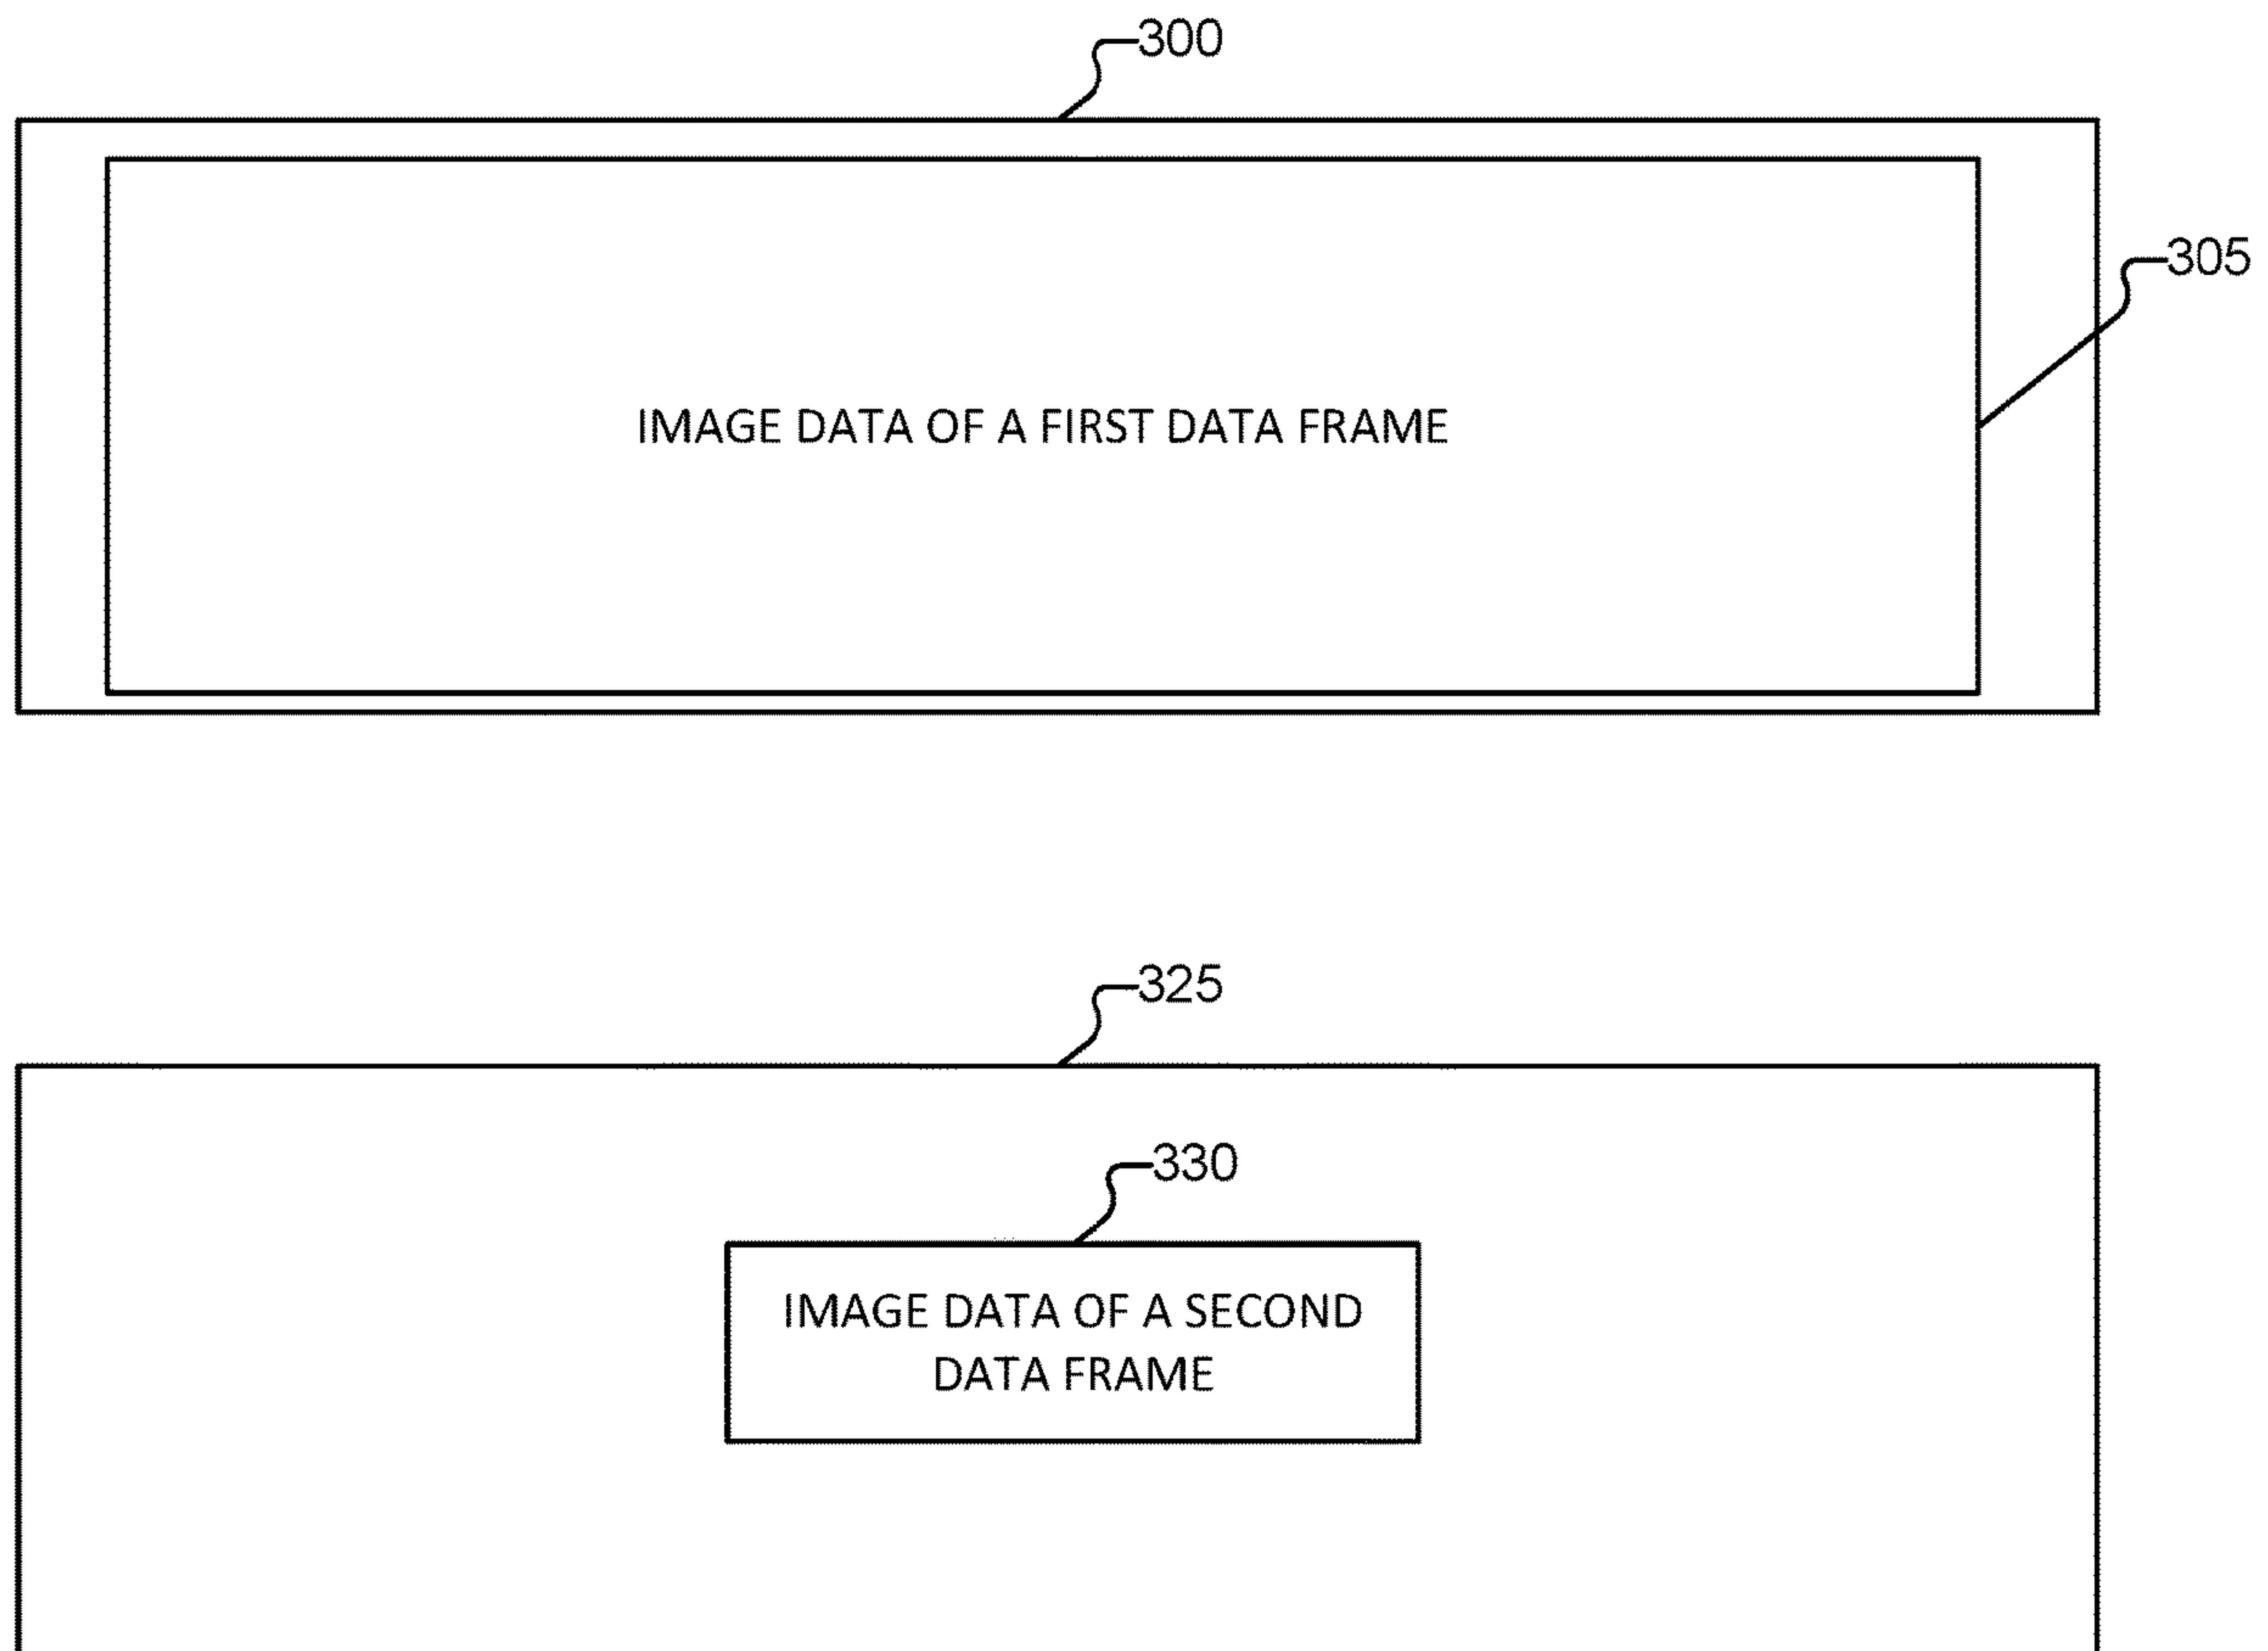 300
305
IMAGE DATA OF A FIRST DATA FRAME
325
330
IMAGE DATA OF A SECOND
DATA FRAME